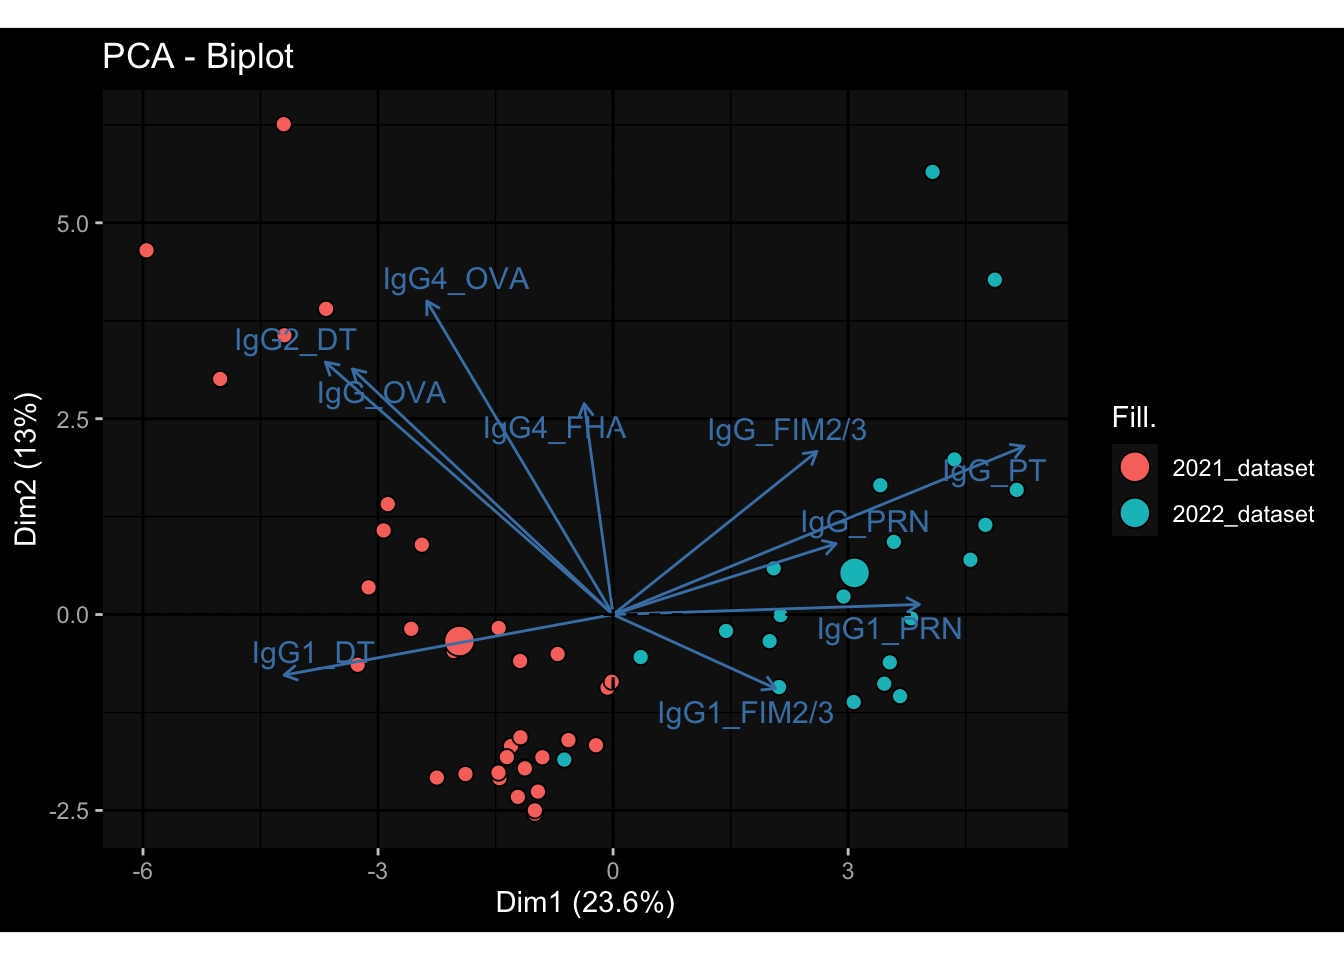 PCA - Biplot
5.0
2.5
0.0
-2.5
Dim2 (13%)
IgG4_OVA
IgG2_DT
IgG_OVA
IgG4_FHA
IgG_FIM2/3
IgG_PT
IgG_PRN
IgG1_PRN
IgG1_DT
IgG1_FIM2/3
-6
-3
0
3
Dim1 (23.6%)
Fill.
2021_dataset
2022_dataset